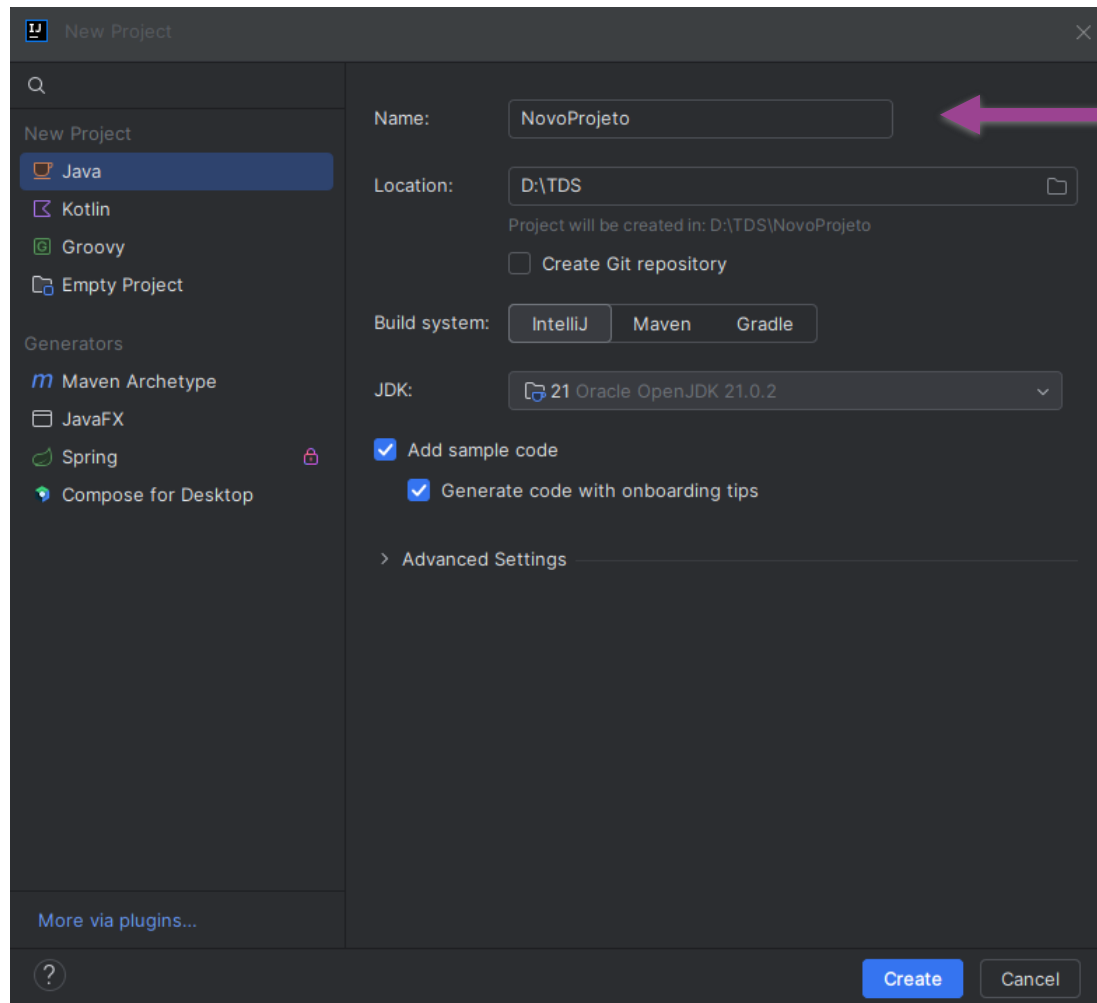 IJ New Project
New Project
Java
Kotlin
G Groovy
Empty Project
Generators
m Maven Archetype
JavaFX
Spring
Compose for Desktop
More via plugins...
?
Name: NovoProjeto
Location: D:\TDS
Project will be created in: D:\TDS\NovoProjeto
Create Git repository
Build system: IntelliJ Maven Gradle
JDK: 21 Oracle OpenJDK 21.0.2
Add sample code
Generate code with onboarding tips
Advanced Settings
Create Cancel